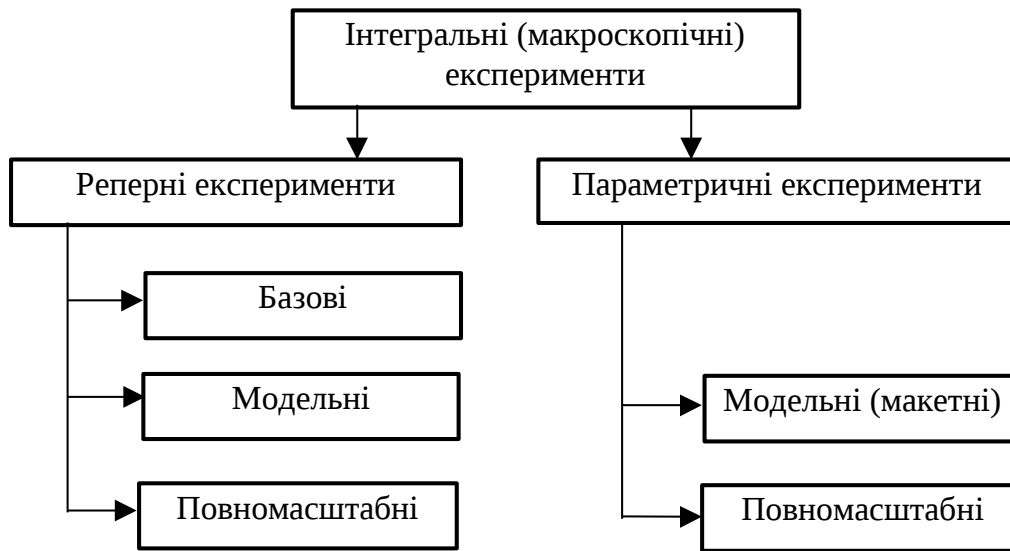 Інтегральні (макроскопічні)
експерименти
Реперні експерименти
Параметричні експерименти
Базові
Модельні
Модельні (макетні)
Повномасштабні
Повномасштабні